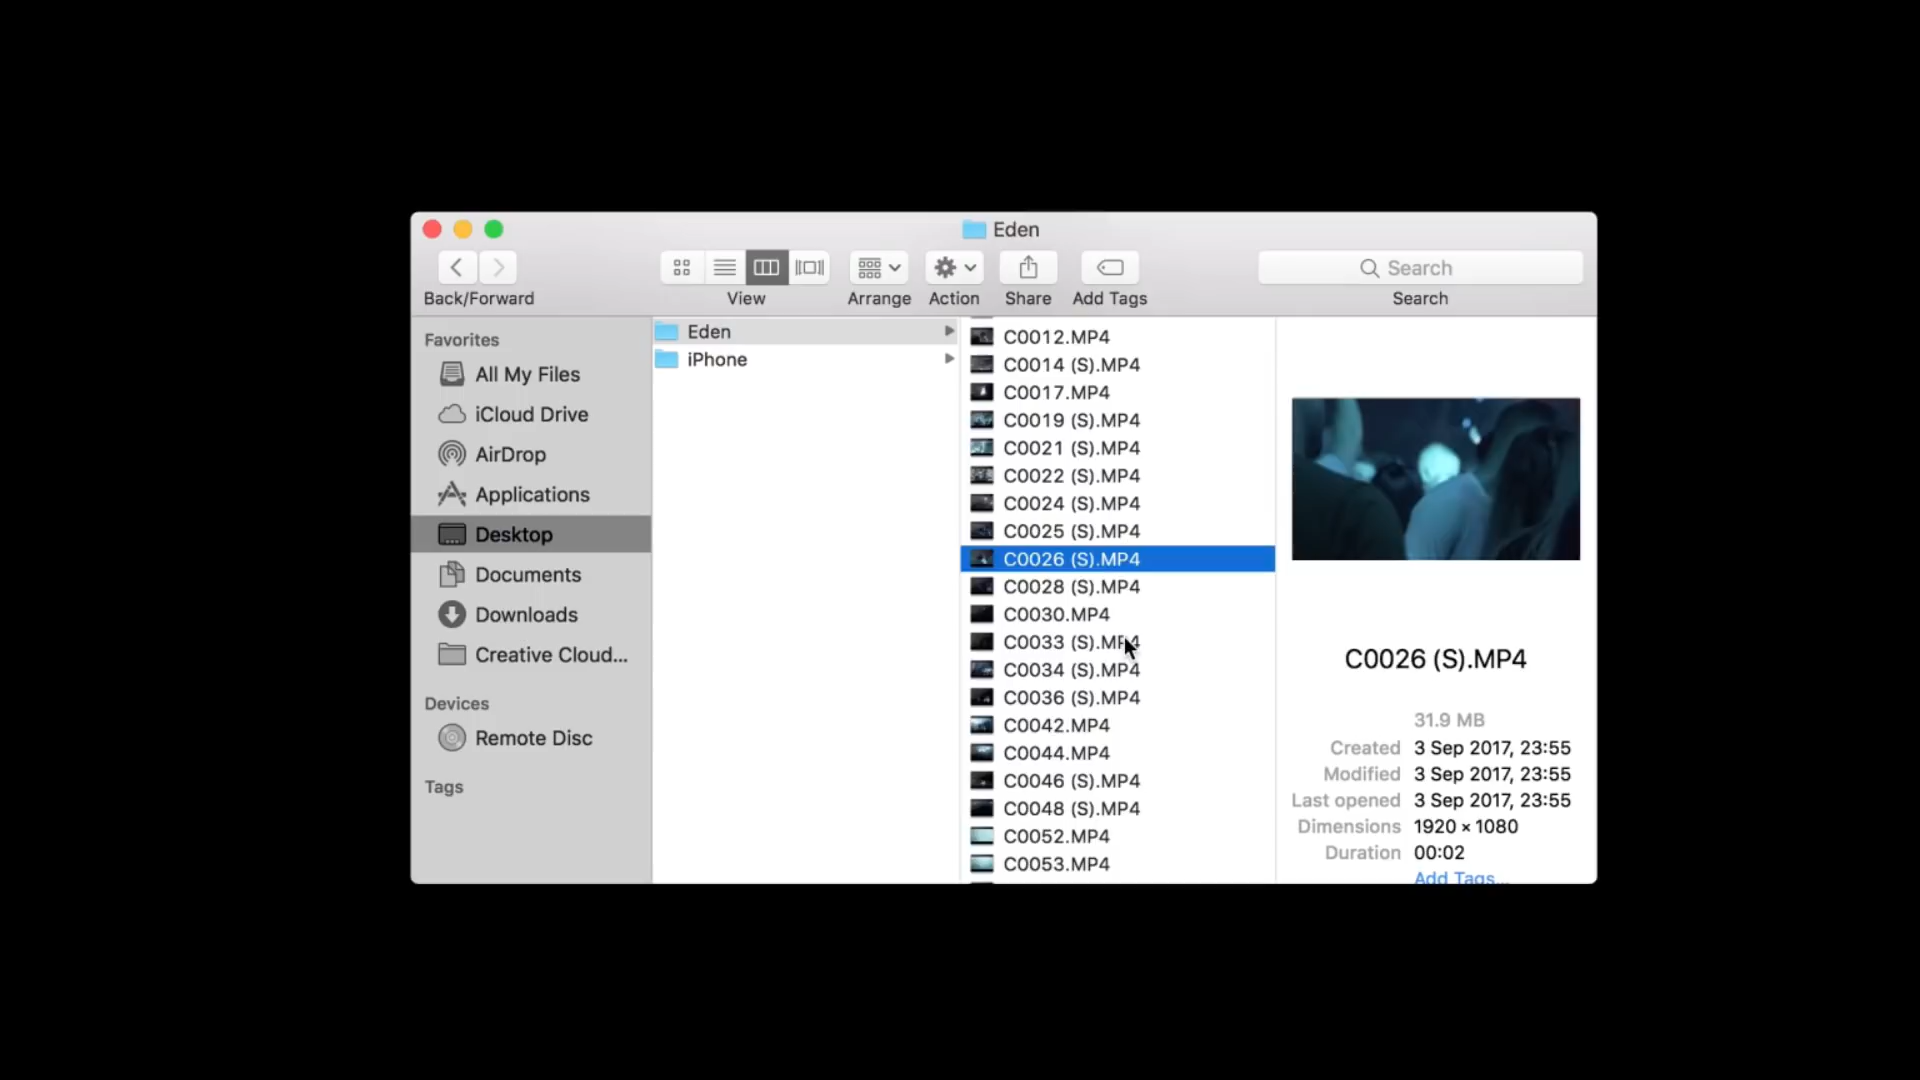 Eden
Back/Forward
View
Arrange
Action
Share
Add Tags
Search
Search
Favorites
All My Files
iCloud Drive
AirDrop
Applications
Desktop
Documents
Downloads
Creative Cloud...
Devices
Remote Disc
Tags
Eden
iPhone
C0012.MP4
C0014 (S).MP4
C0017.MP4
C0019 (S).MP4
C0021 (S).MP4
C0022 (S).MP4
C0024 (S).MP4
C0025 (S).MP4
C0026 (S).MP4
C0028 (S).MP4
C0030.MP4
C0033 (S).MP4
C0034 (S).MP4
C0036 (S).MP4
C0042.MP4
C0044.MP4
C0046 (S).MP4
C0048 (S).MP4
C0052.MP4
C0053.MP4
C0026 (S).MP4
31.9 MB
Created 3 Sep 2017, 23:55
Modified 3 Sep 2017, 23:55
Last opened 3 Sep 2017, 23:55
Dimensions 1920 × 1080
Duration 00:02
Add Tags...